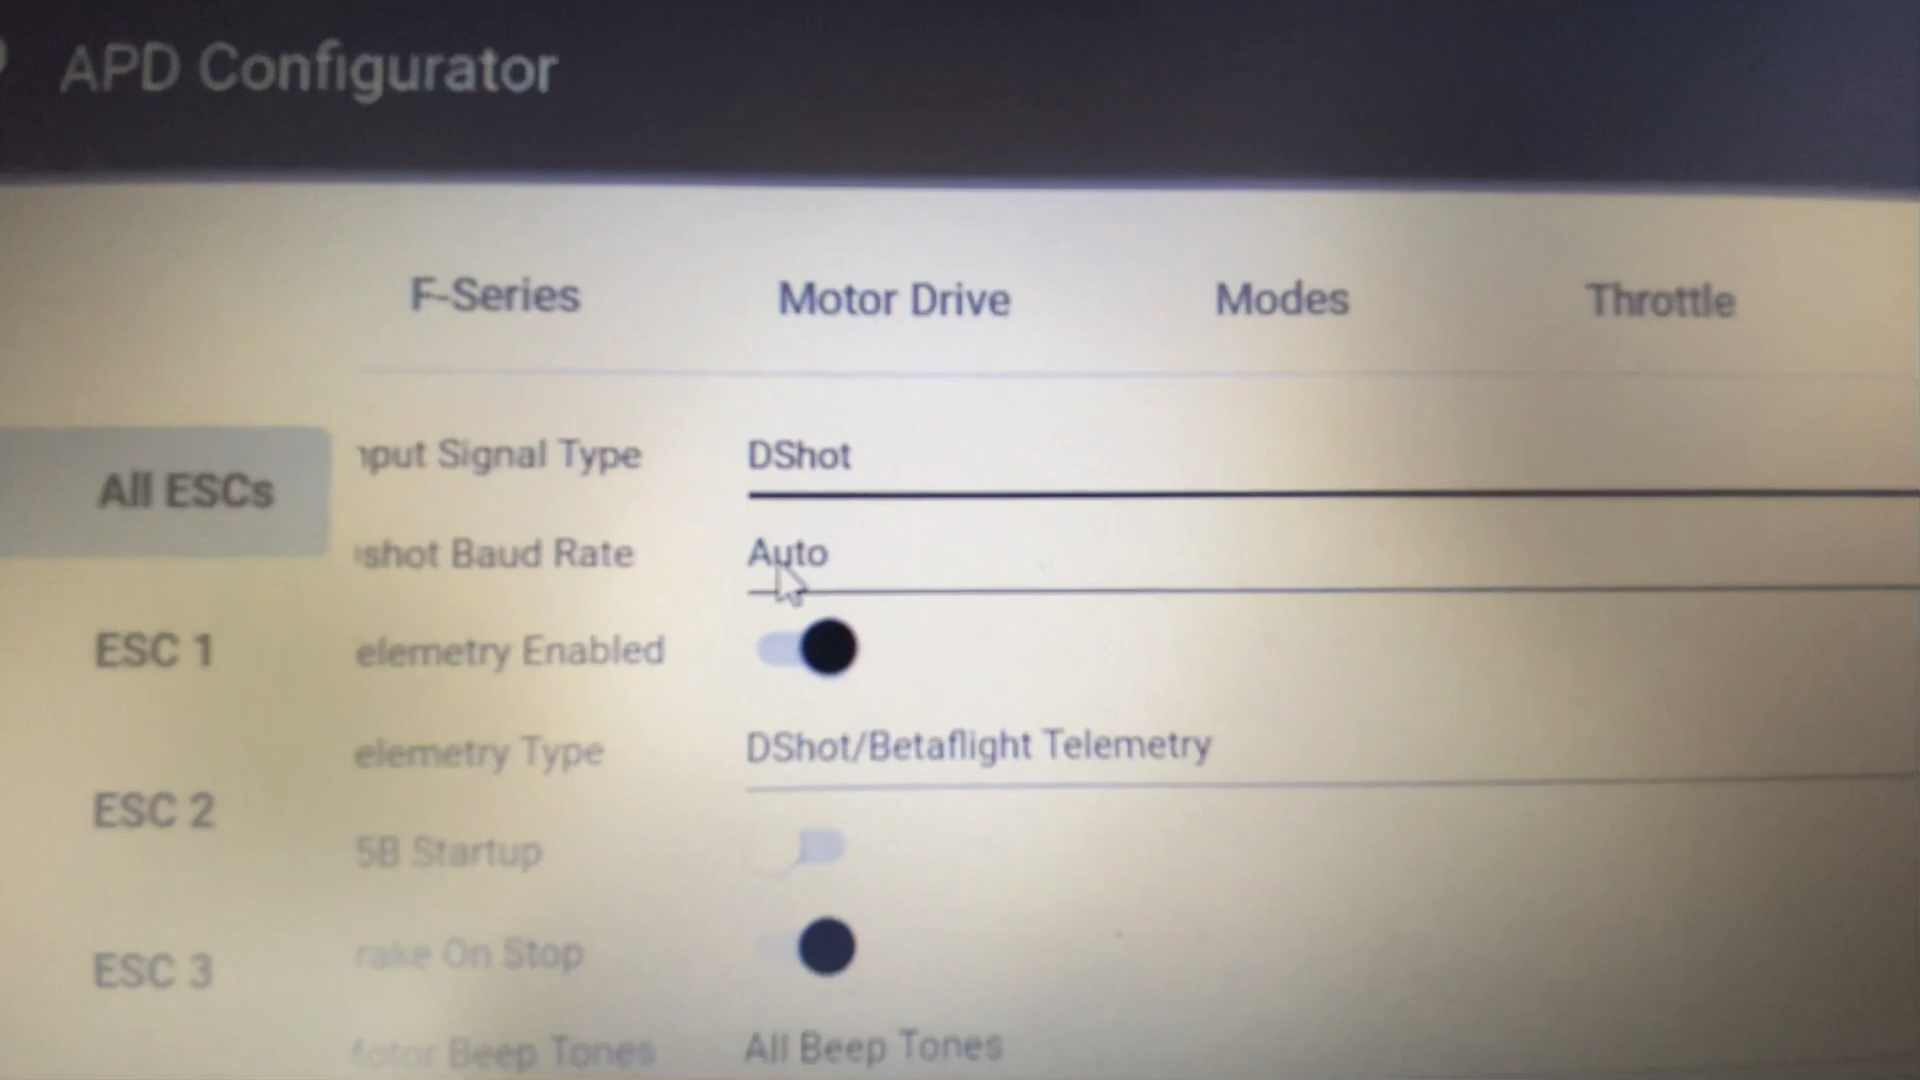 APD Configurator
F-Series Motor Drive Modes Throttle
All ESCs
ESC 1
ESC 2
ESC 3
nput Signal Type DShot
shot Baud Rate Auto
elemetry Enabled
elemetry Type DShot/Betaflight Telemetry
5B Startup
rake On Stop
Motor Beep Tones All Beep Tones